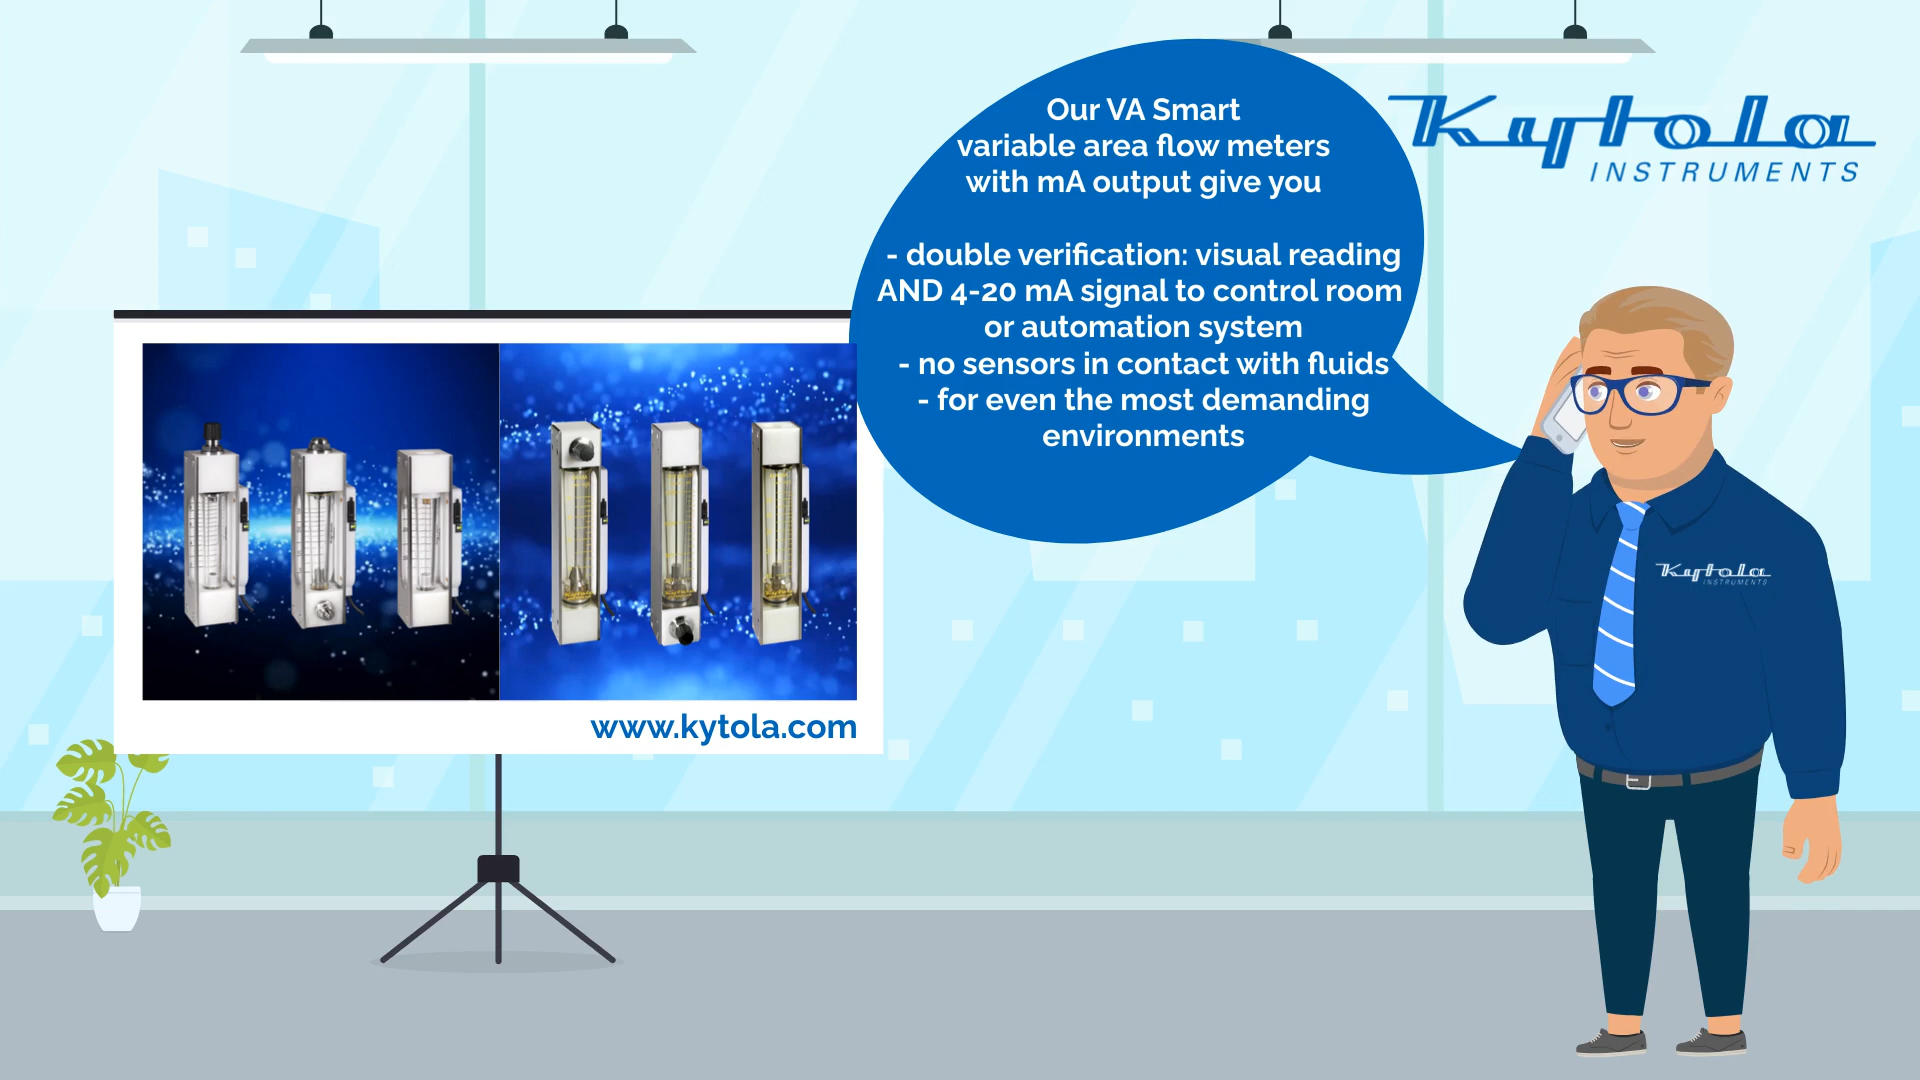 Our VA Smart
variable area flow meters
with mA output give you
- double verification: visual reading
AND 4-20 mA signal to control room
or automation system
- no sensors in contact with fluids
- for even the most demanding
environments
Kytola
INSTRUMENTS
www.kytola.com
Kytola
INSTRUMENTS